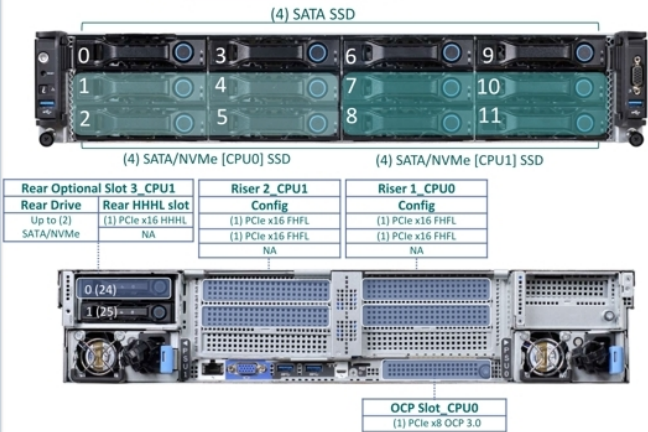 (4) SATA SSD
0 3 6 9
1 4 7 10
2 5 8 11
(4) SATA/NVMe [CPU0] SSD
(4) SATA/NVMe [CPU1] SSD
Rear Optional Slot 3_CPU1
Rear Drive Rear HHHL slot
Up to (2) (1) PCIe x16 HHHL
SATA/NVMe NA
Riser 2_CPU1
Config
(1) PCIe x16 FHFL
(1) PCIe x16 FHFL
NA
Riser 1_CPU0
Config
(1) PCIe x16 FHFL
(1) PCIe x16 FHFL
NA
0 (24)
1 (25)
OCP Slot_CPU0
(1) PCIe x8 OCP 3.0